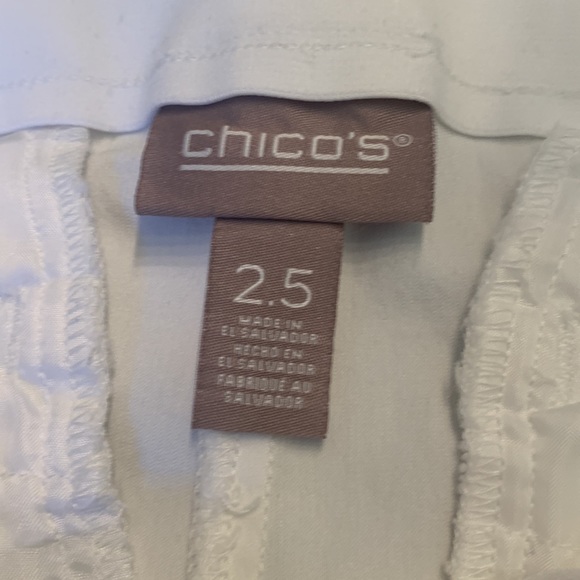 chico's®
2.5
MADE IN
EL SALVADOR
HECHO EN
EL SALVADOR
FABRIQUÉ AU
SALVADOR